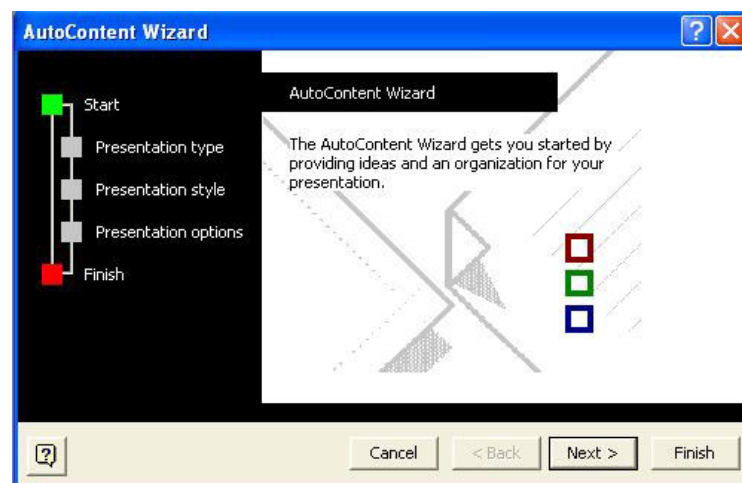 AutoContent Wizard
Start
Presentation type
Presentation style
Presentation options
Finish
AutoContent Wizard
The AutoContent Wizard gets you started by
providing ideas and an organization for your
presentation.
Cancel
< Back
Next >
Finish